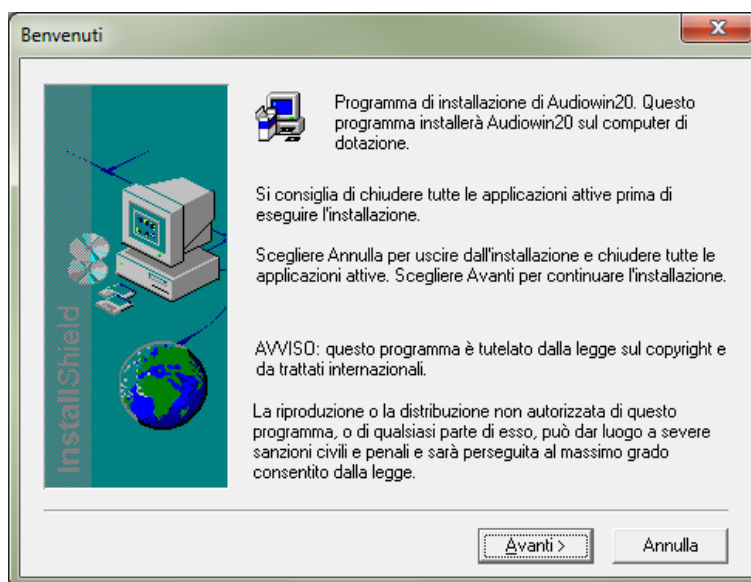 Benvenuti
Programma di installazione di Audiowin20. Questo
programma installerà Audiowin20 sul computer di
dotazione.
Si consiglia di chiudere tutte le applicazioni attive prima di
eseguire l'installazione.
Scegliere Annulla per uscire dall'installazione e chiudere tutte le
applicazioni attive. Scegliere Avanti per continuare l'installazione.
AVVISO: questo programma è tutelato dalla legge sul copyright e
da trattati internazionali.
La riproduzione o la distribuzione non autorizzata di questo
programma, o di qualsiasi parte di esso, può dar luogo a severe
sanzioni civili e penali e sarà perseguita al massimo grado
consentito dalla legge.
InstallShield
Avanti >
Annulla